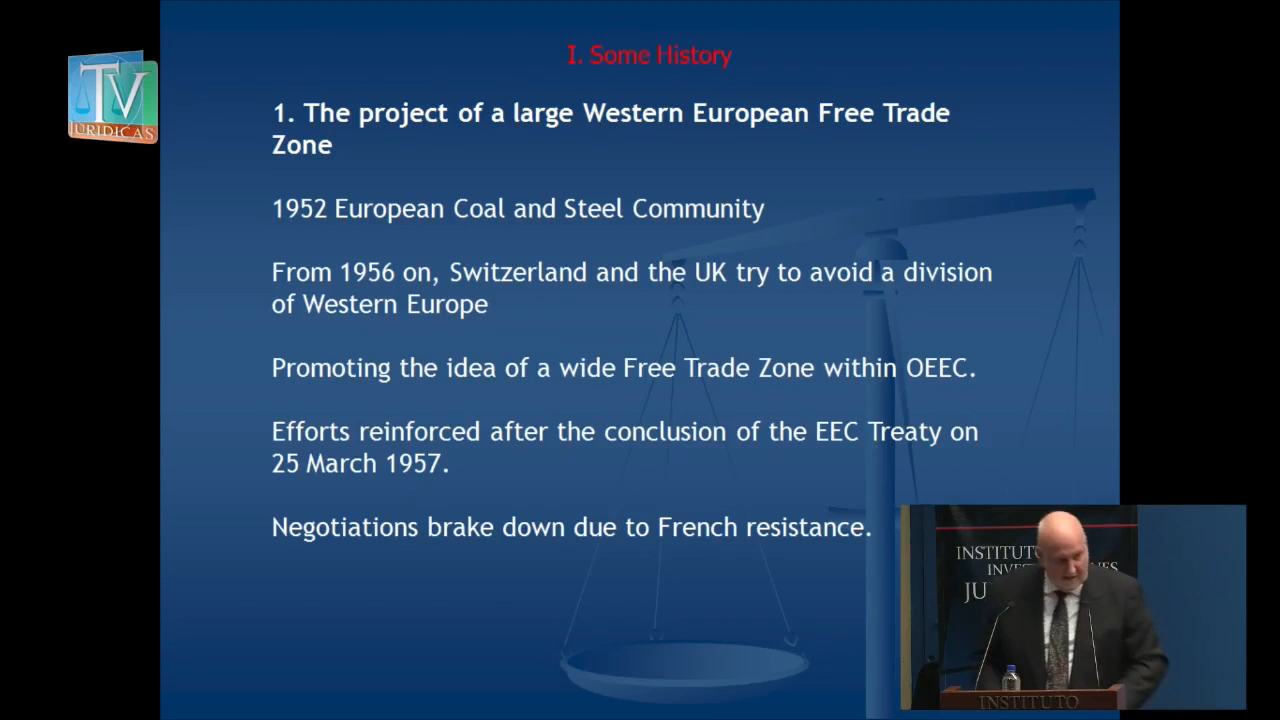 TV
JURIDICAS
I. Some History
1. The project of a large Western European Free Trade
Zone
1952 European Coal and Steel Community
From 1956 on, Switzerland and the UK try to avoid a division
of Western Europe
Promoting the idea of a wide Free Trade Zone within OEEC.
Efforts reinforced after the conclusion of the EEC Treaty on
25 March 1957.
Negotiations brake down due to French resistance.
INSTITUTO
INSTITUTO